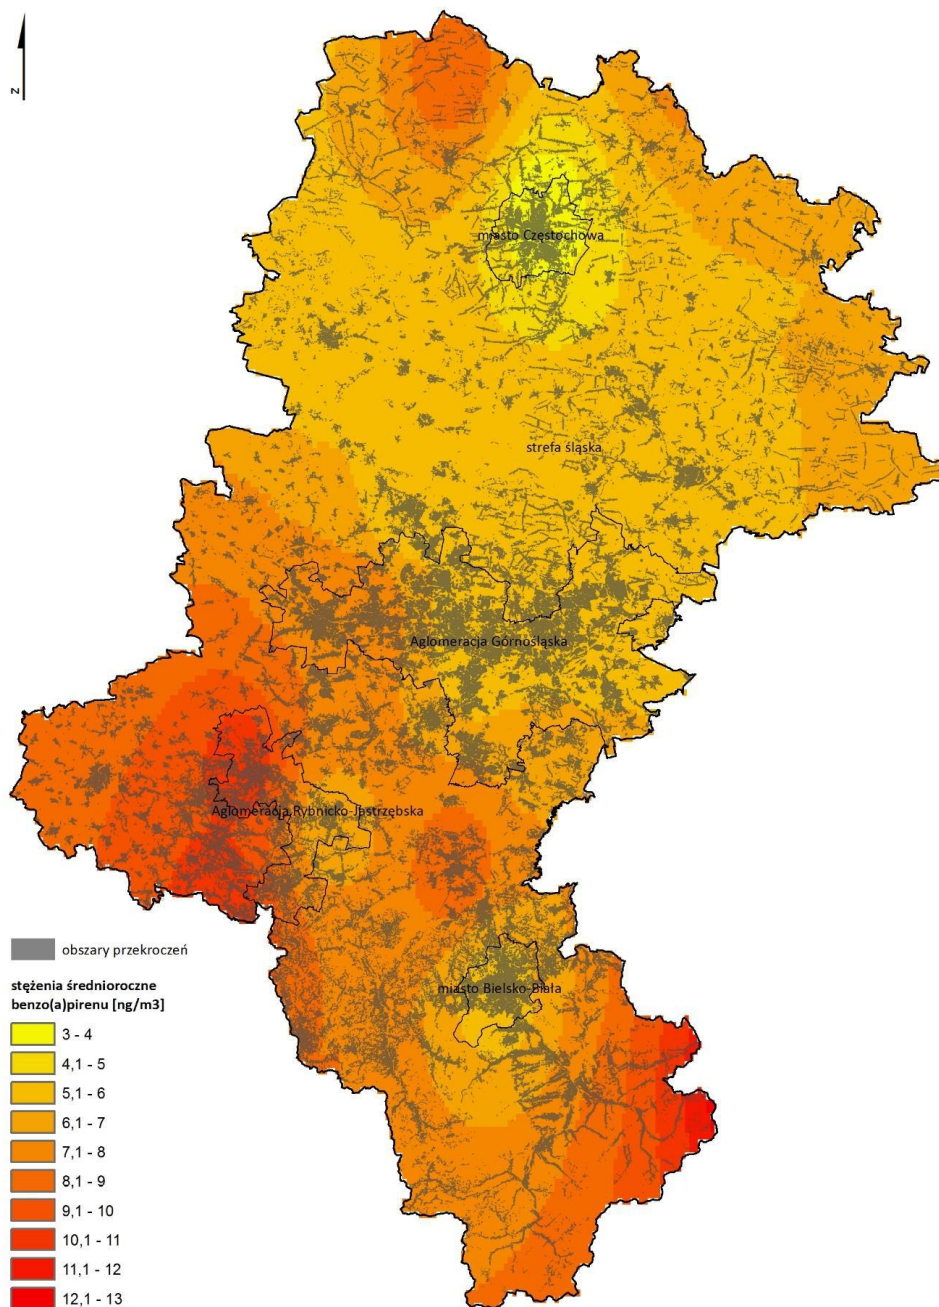 z
miasto Częstochowa
strefa śląska
Aglomeracja Górnośląska
Aglomeracja Rybnicko-Jastrzębska
miasto Bielsko-Biała
obszary przekroczeń
stężenia średnioroczne
benzo(a)pirenu [ng/m3]
3 - 4
4,1 - 5
5,1 - 6
6,1 - 7
7,1 - 8
8,1 - 9
9,1 - 10
10,1 - 11
11,1 - 12
12,1 - 13